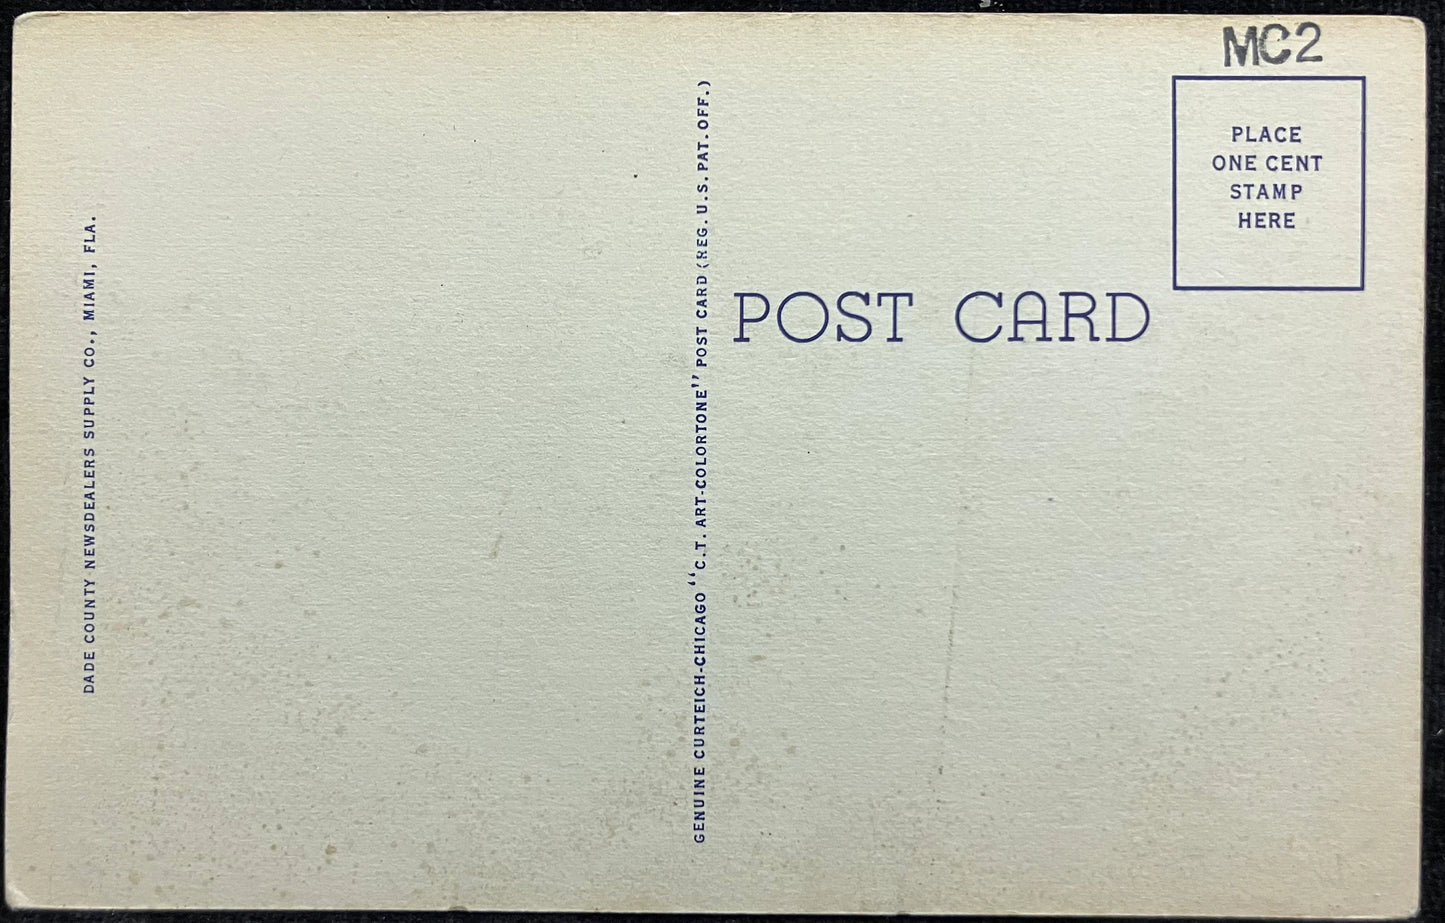 MC2
PLACE
ONE CENT
STAMP
HERE
POST CARD
DADE COUNTY NEWSDEALERS SUPPLY CO., MIAMI, FLA.
GENUINE CURTEICH-CHICAGO "C.T. ART-COLORTONE" POST CARD (REG. U.S. PAT. OFF.)